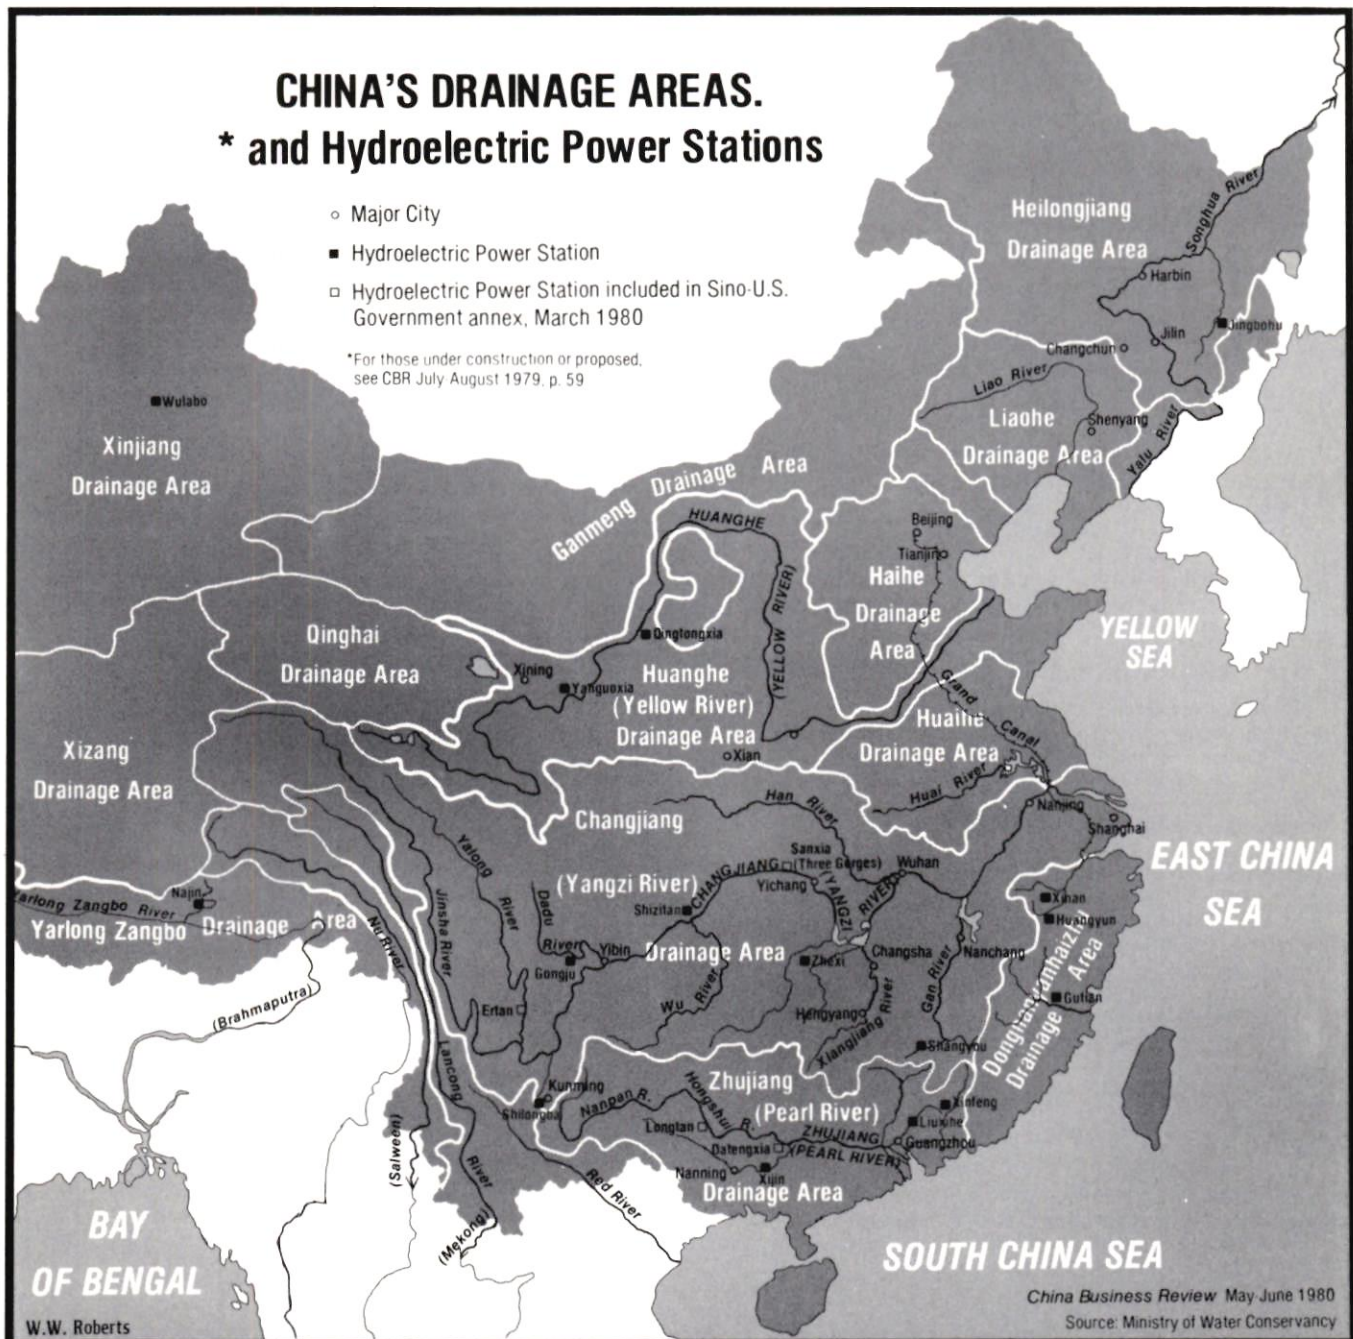 CHINA'S DRAINAGE AREAS.
* and Hydroelectric Power Stations
Major City
Hydroelectric Power Station
Hydroelectric Power Station included in Sino-U.S.
Government annex, March 1980
*For those under construction or proposed,
see CBR July August 1979, p. 59
Heilongjiang
Drainage Area
Songhua River
Harbin
Jilin
Jingbohu
Changchun
Liao River
Liaohe
Drainage Area
Shenyang
Yalu River
Wulabo
Xinjiang
Drainage Area
Ganmeng Drainage Area
HUANGHE
(YELLOW RIVER)
Beijing
Tianjin
Haihe
Drainage
Area
Qinghai
Drainage Area
Qingtongxia
Xining
Yanguoxia
Huanghe
(Yellow River)
Drainage Area
Xian
YELLOW
SEA
Grand Canal
Huaihe
Drainage Area
Huai River
Xizang
Drainage Area
Changjiang
(Yangzi River)
Drainage Area
Han River
Nanjing
Shanghai
Sanxia
(Three Gorges)
CHANG JIANG
(YANGZI RIVER)
Wuhan
Yichang
Shizitan
EAST CHINA
SEA
Yalong River
Dadu River
Jinsha River
Nu River
Najin
Yarlong Zangbo River
Yarlong Zangbo Drainage Area
Yibin
Gongju
Ertan
Wu River
Zhexi
Changsha
Hengyang
Xiangjiang River
Gan River
Nanchang
Shangyou
Xinan
Huangyun
Gutian
Donghaiyanhaizhu
Drainage Area
(Brahmaputra)
Kunming
Shilongba
Nanpan R.
Hongshui R.
Zhujiang
(Pearl River)
Drainage Area
Longtan
Datengxia
ZHUJIANG
(PEARL RIVER)
Nanning
Xijin
Xinfeng
Liuxihe
Guangzhou
Lancong River
(Salween)
(Mekong)
Red River
BAY
OF BENGAL
SOUTH CHINA SEA
China Business Review May-June 1980
Source: Ministry of Water Conservancy
W.W. Roberts